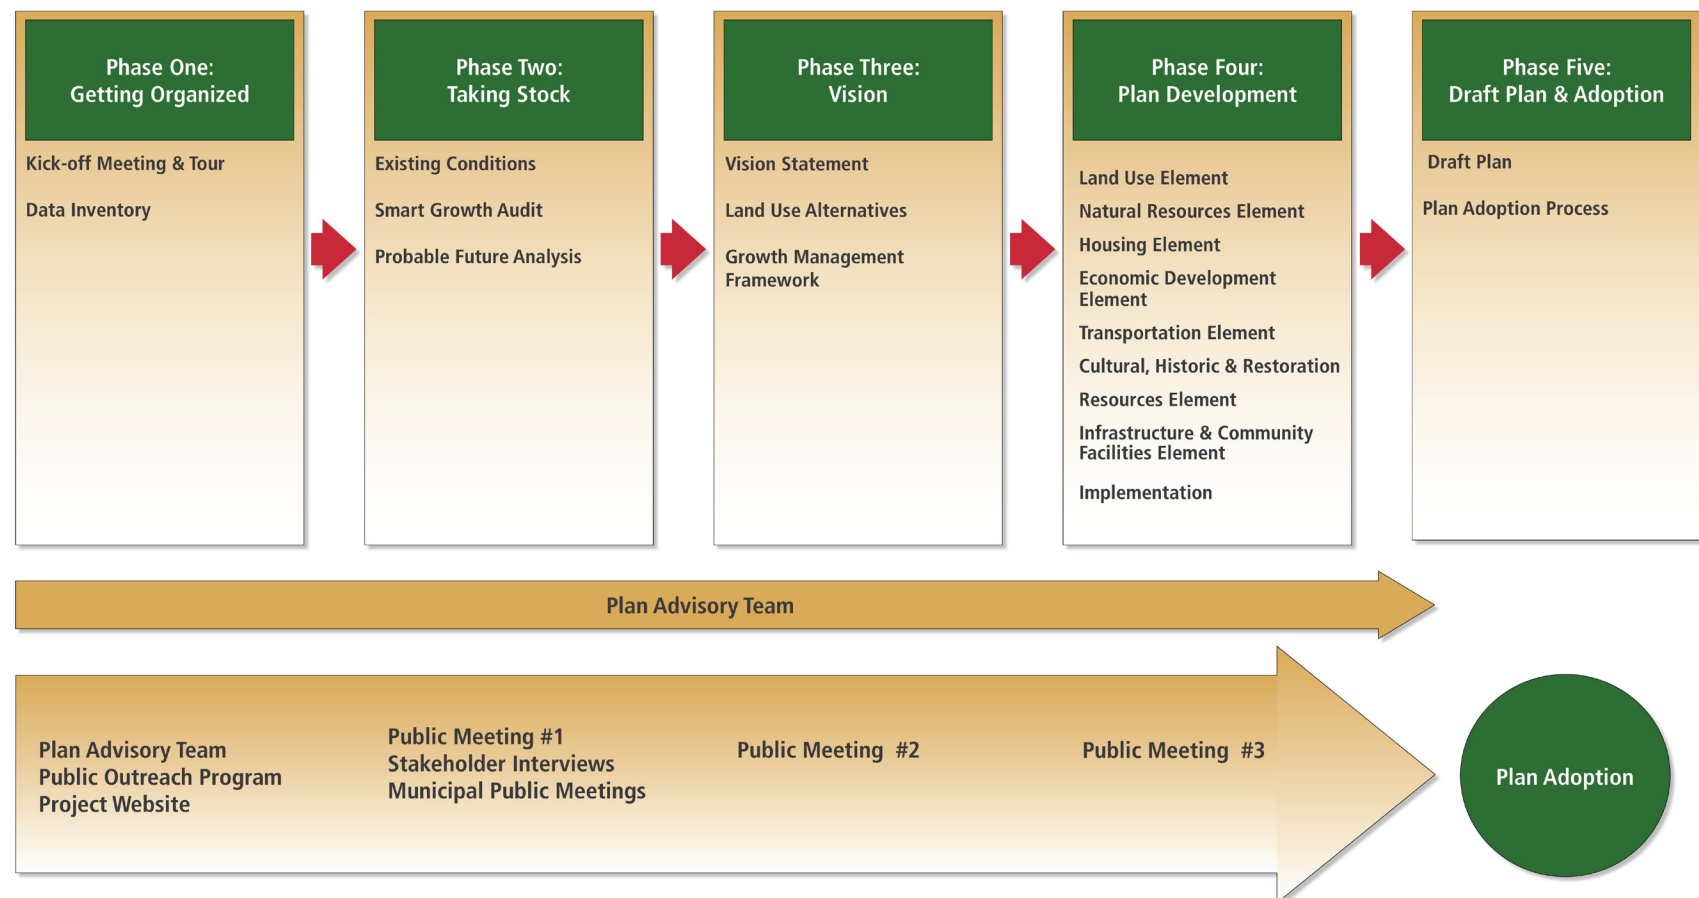 Phase One:
Getting Organized
Kick-off Meeting & Tour
Data Inventory
Phase Two:
Taking Stock
Existing Conditions
Smart Growth Audit
Probable Future Analysis
Phase Three:
Vision
Vision Statement
Land Use Alternatives
Growth Management
Framework
Phase Four:
Plan Development
Land Use Element
Natural Resources Element
Housing Element
Economic Development
Element
Transportation Element
Cultural, Historic & Restoration
Resources Element
Infrastructure & Community
Facilities Element
Implementation
Phase Five:
Draft Plan & Adoption
Draft Plan
Plan Adoption Process
Plan Advisory Team
Plan Advisory Team
Public Outreach Program
Project Website
Public Meeting #1
Stakeholder Interviews
Municipal Public Meetings
Public Meeting #2
Public Meeting #3
Plan Adoption